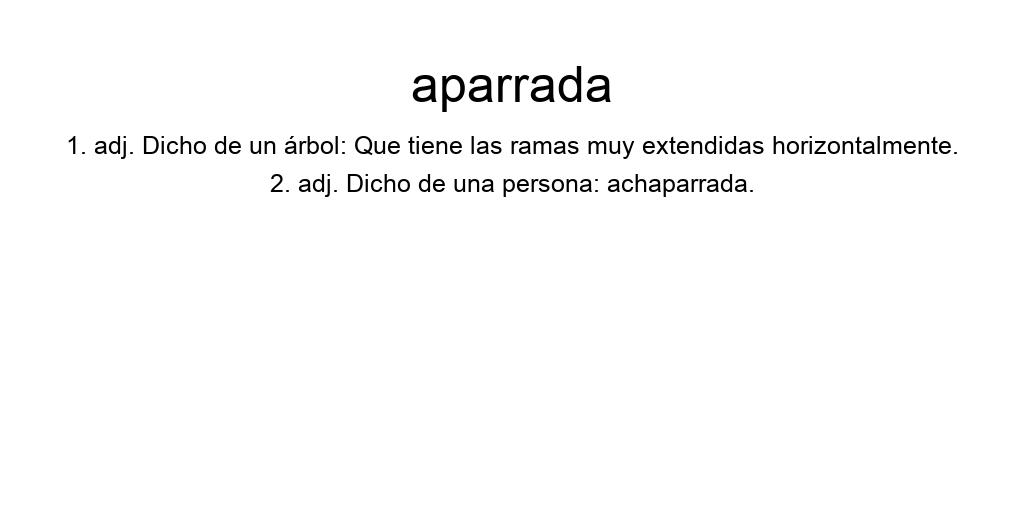 aparrada
1. adj. Dicho de un árbol: Que tiene las ramas muy extendidas horizontalmente.
2. adj. Dicho de una persona: achaparrada.